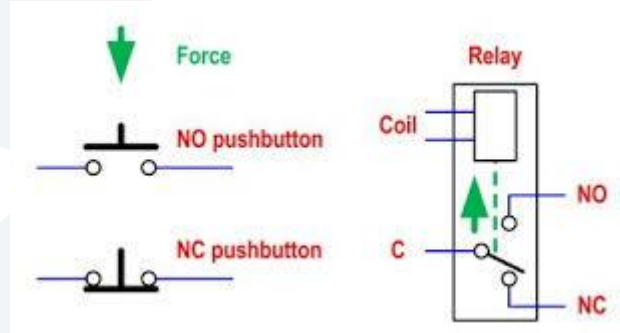 Force
NO pushbutton
NC pushbutton
Relay
Coil
NO
C
NC